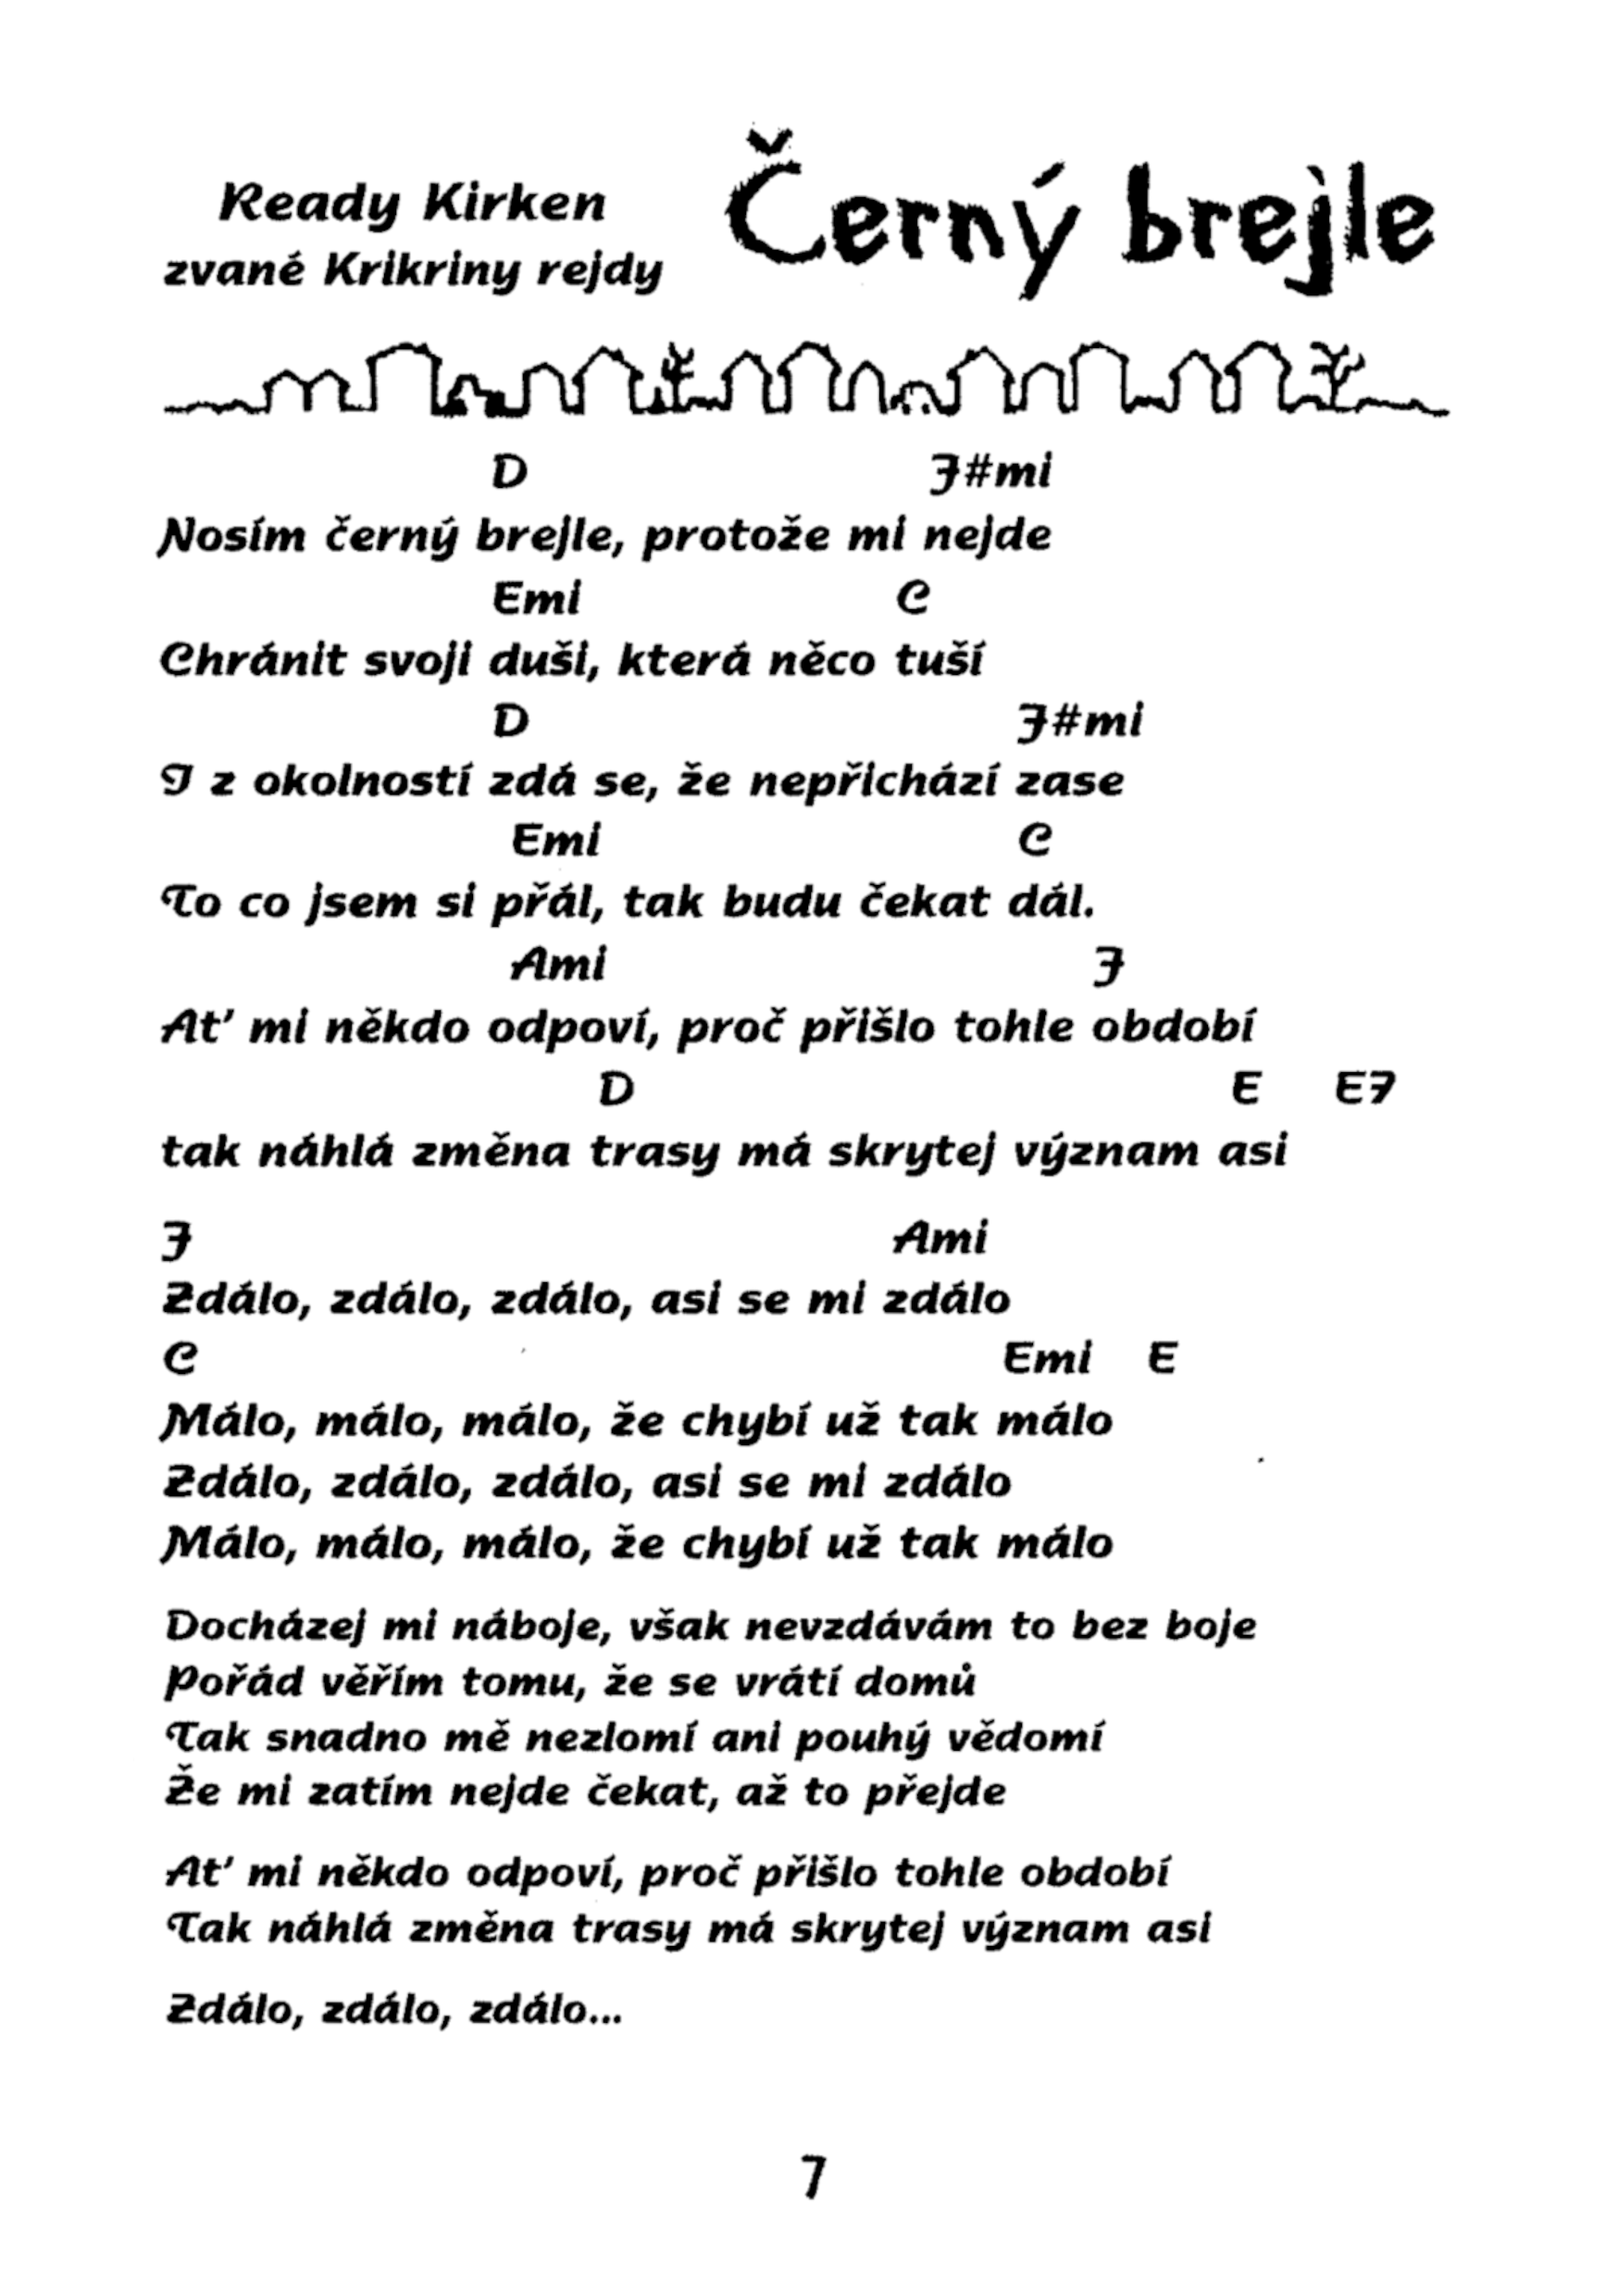 Ready Kirken
zvané Krikriny rejdy
Černý brejle
D F#mi
Nosím černý brejle, protože mi nejde
Emi C
Chránit svoji duši, která něco tuší
D F#mi
I z okolností zdá se, že nepřichází zase
Emi C
To co jsem si přál, tak budu čekat dál.
Ami F
Ať mi někdo odpoví, proč přišlo tohle období
D E E7
tak náhlá změna trasy má skrytej význam asi
F Ami
Zdálo, zdálo, zdálo, asi se mi zdálo
C Emi E
Málo, málo, málo, že chybí už tak málo
Zdálo, zdálo, zdálo, asi se mi zdálo
Málo, málo, málo, že chybí už tak málo
Docházej mi náboje, však nevzdávám to bez boje
Pořád věřím tomu, že se vrátí domů
Tak snadno mě nezlomí ani pouhý vědomí
Že mi zatím nejde čekat, až to přejde
Ať mi někdo odpoví, proč přišlo tohle období
Tak náhlá změna trasy má skrytej význam asi
Zdálo, zdálo, zdálo...
7